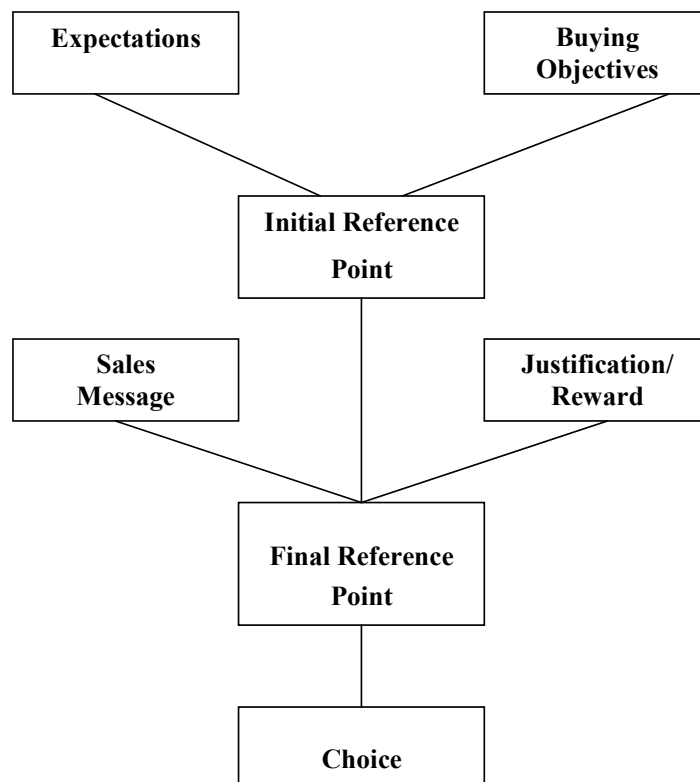 Expectations
Buying
Objectives
Initial Reference
Point
Sales
Message
Justification/
Reward
Final Reference
Point
Choice